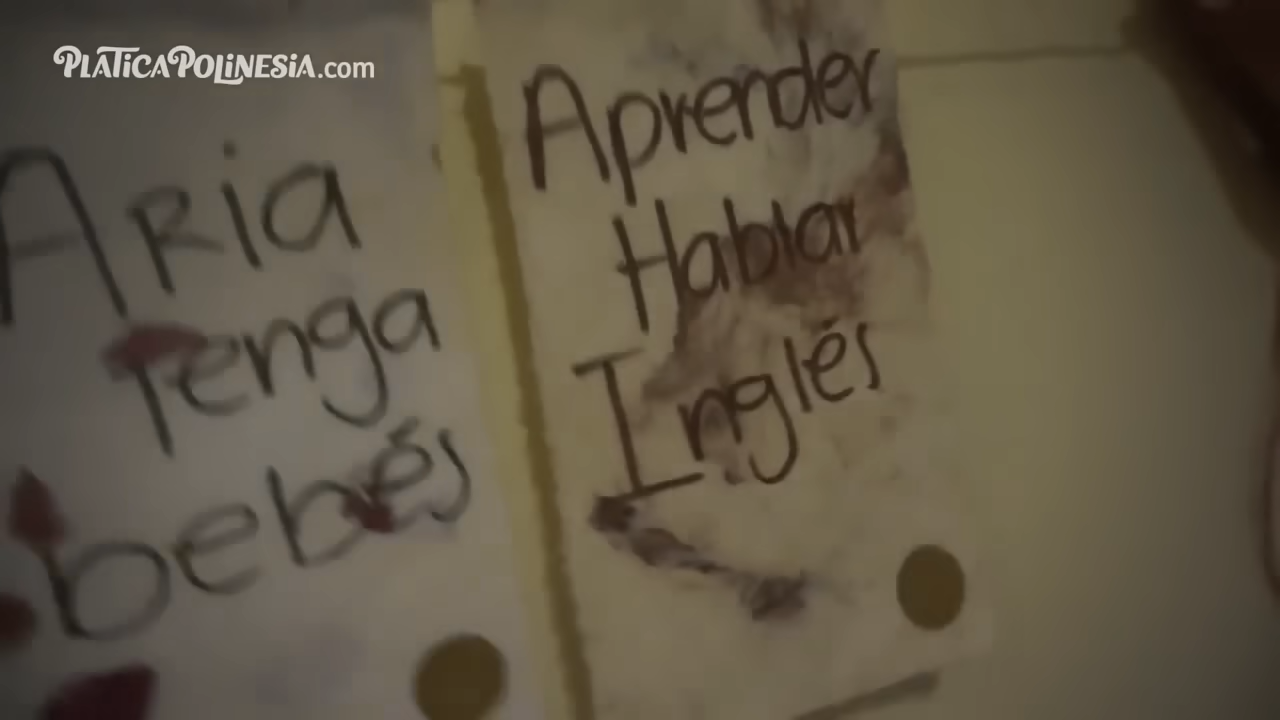 PLATICAPOLINESIA.com
ARia
Tenga
bebés
Aprender
Hablar
Inglés